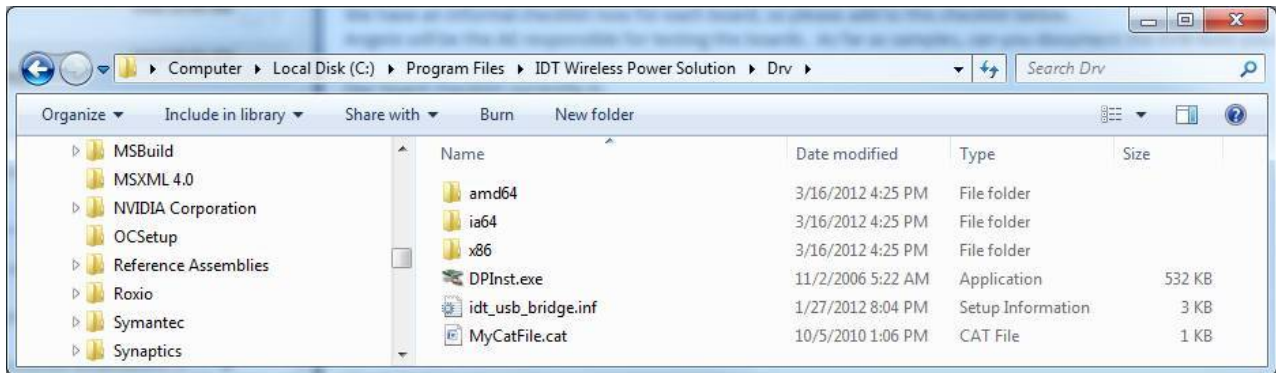 Computer Local Disk (C:) Program Files IDT Wireless Power Solution Drv Search Drv
Organize Include in library Share with Burn New folder
MSBuild
MSXML 4.0
NVIDIA Corporation
OCSetup
Reference Assemblies
Roxio
Symantec
Synaptics
Name Date modified Type Size
amd64 3/16/2012 4:25 PM File folder
ia64 3/16/2012 4:25 PM File folder
x86 3/16/2012 4:25 PM File folder
DPInst.exe 11/2/2006 5:22 AM Application 532 KB
idt_usb_bridge.inf 1/27/2012 8:04 PM Setup Information 3 KB
MyCatFile.cat 10/5/2010 1:06 PM CAT File 1 KB